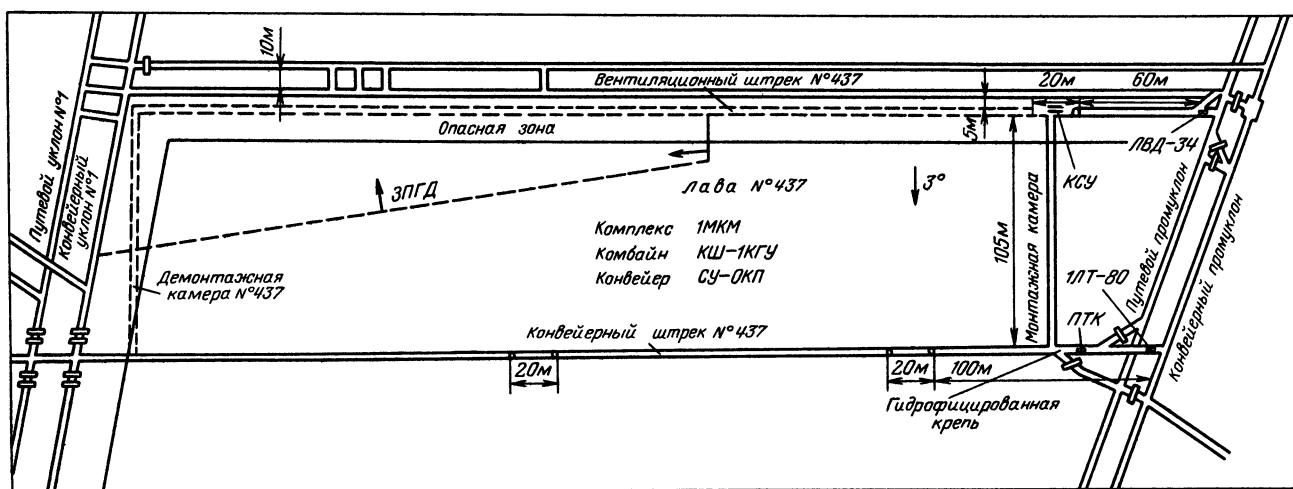 10м
Вентиляционный штрек №437
20м
60м
Путевой уклон №1
Конвейерный
уклон №1
Опасная зона
5м
ЛВД-34
КСУ
ЗПГД
Лава №437
3°
Комплекс 1МКМ
Комбайн КШ-1КГУ
Конвейер СУ-ОКП
105м
Монтажная камера
Путевой промуклон
Конвейерный промуклон
Демонтажная
камера №437
1ЛТ-80
ПТК
Конвейерный штрек №437
20м
20м
100м
Гидрофицированная
крепь